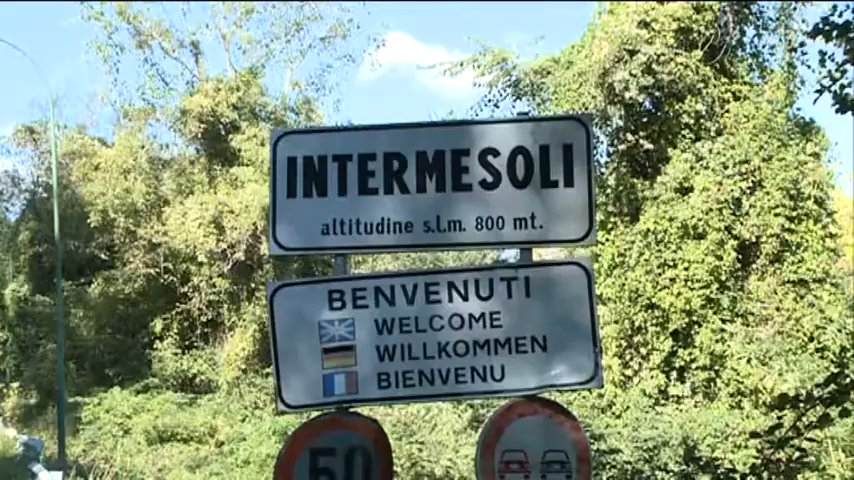 INTERMESOLI
altitudine s.l.m. 800 mt.
BENVENUTI
WELCOME
WILLKOMMEN
BIENVENU
50